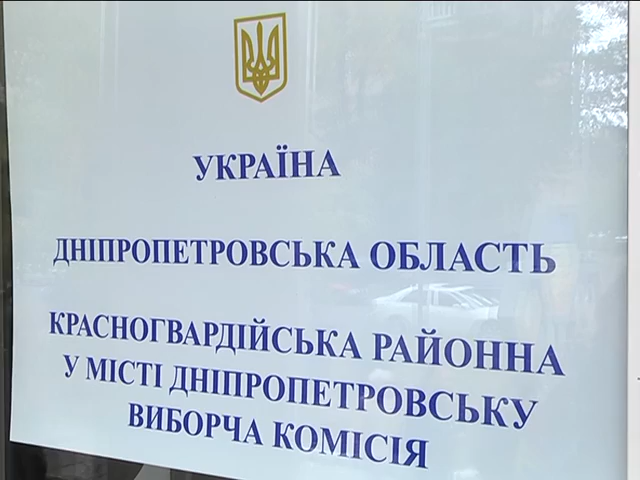 УКРАЇНА
ДНІПРОПЕТРОВСЬКА ОБЛАСТЬ
КРАСНОГВАРДІЙСЬКА РАЙОННА
У МІСТІ ДНІПРОПЕТРОВСЬКУ
ВИБОРЧА КОМІСІЯ